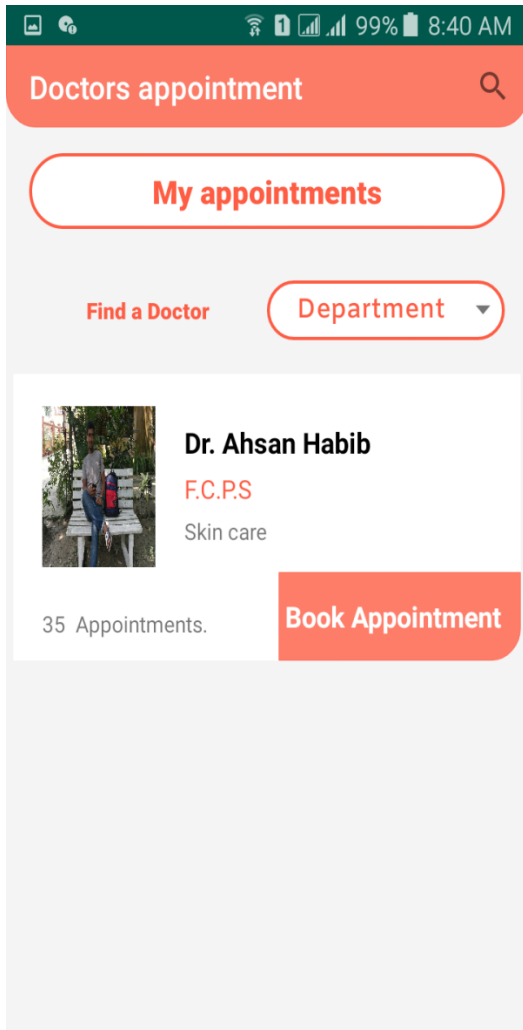 1 99% 8:40 AM
Doctors appointment
My appointments
Find a Doctor Department
Dr. Ahsan Habib
F.C.P.S
Skin care
35 Appointments.
Book Appointment